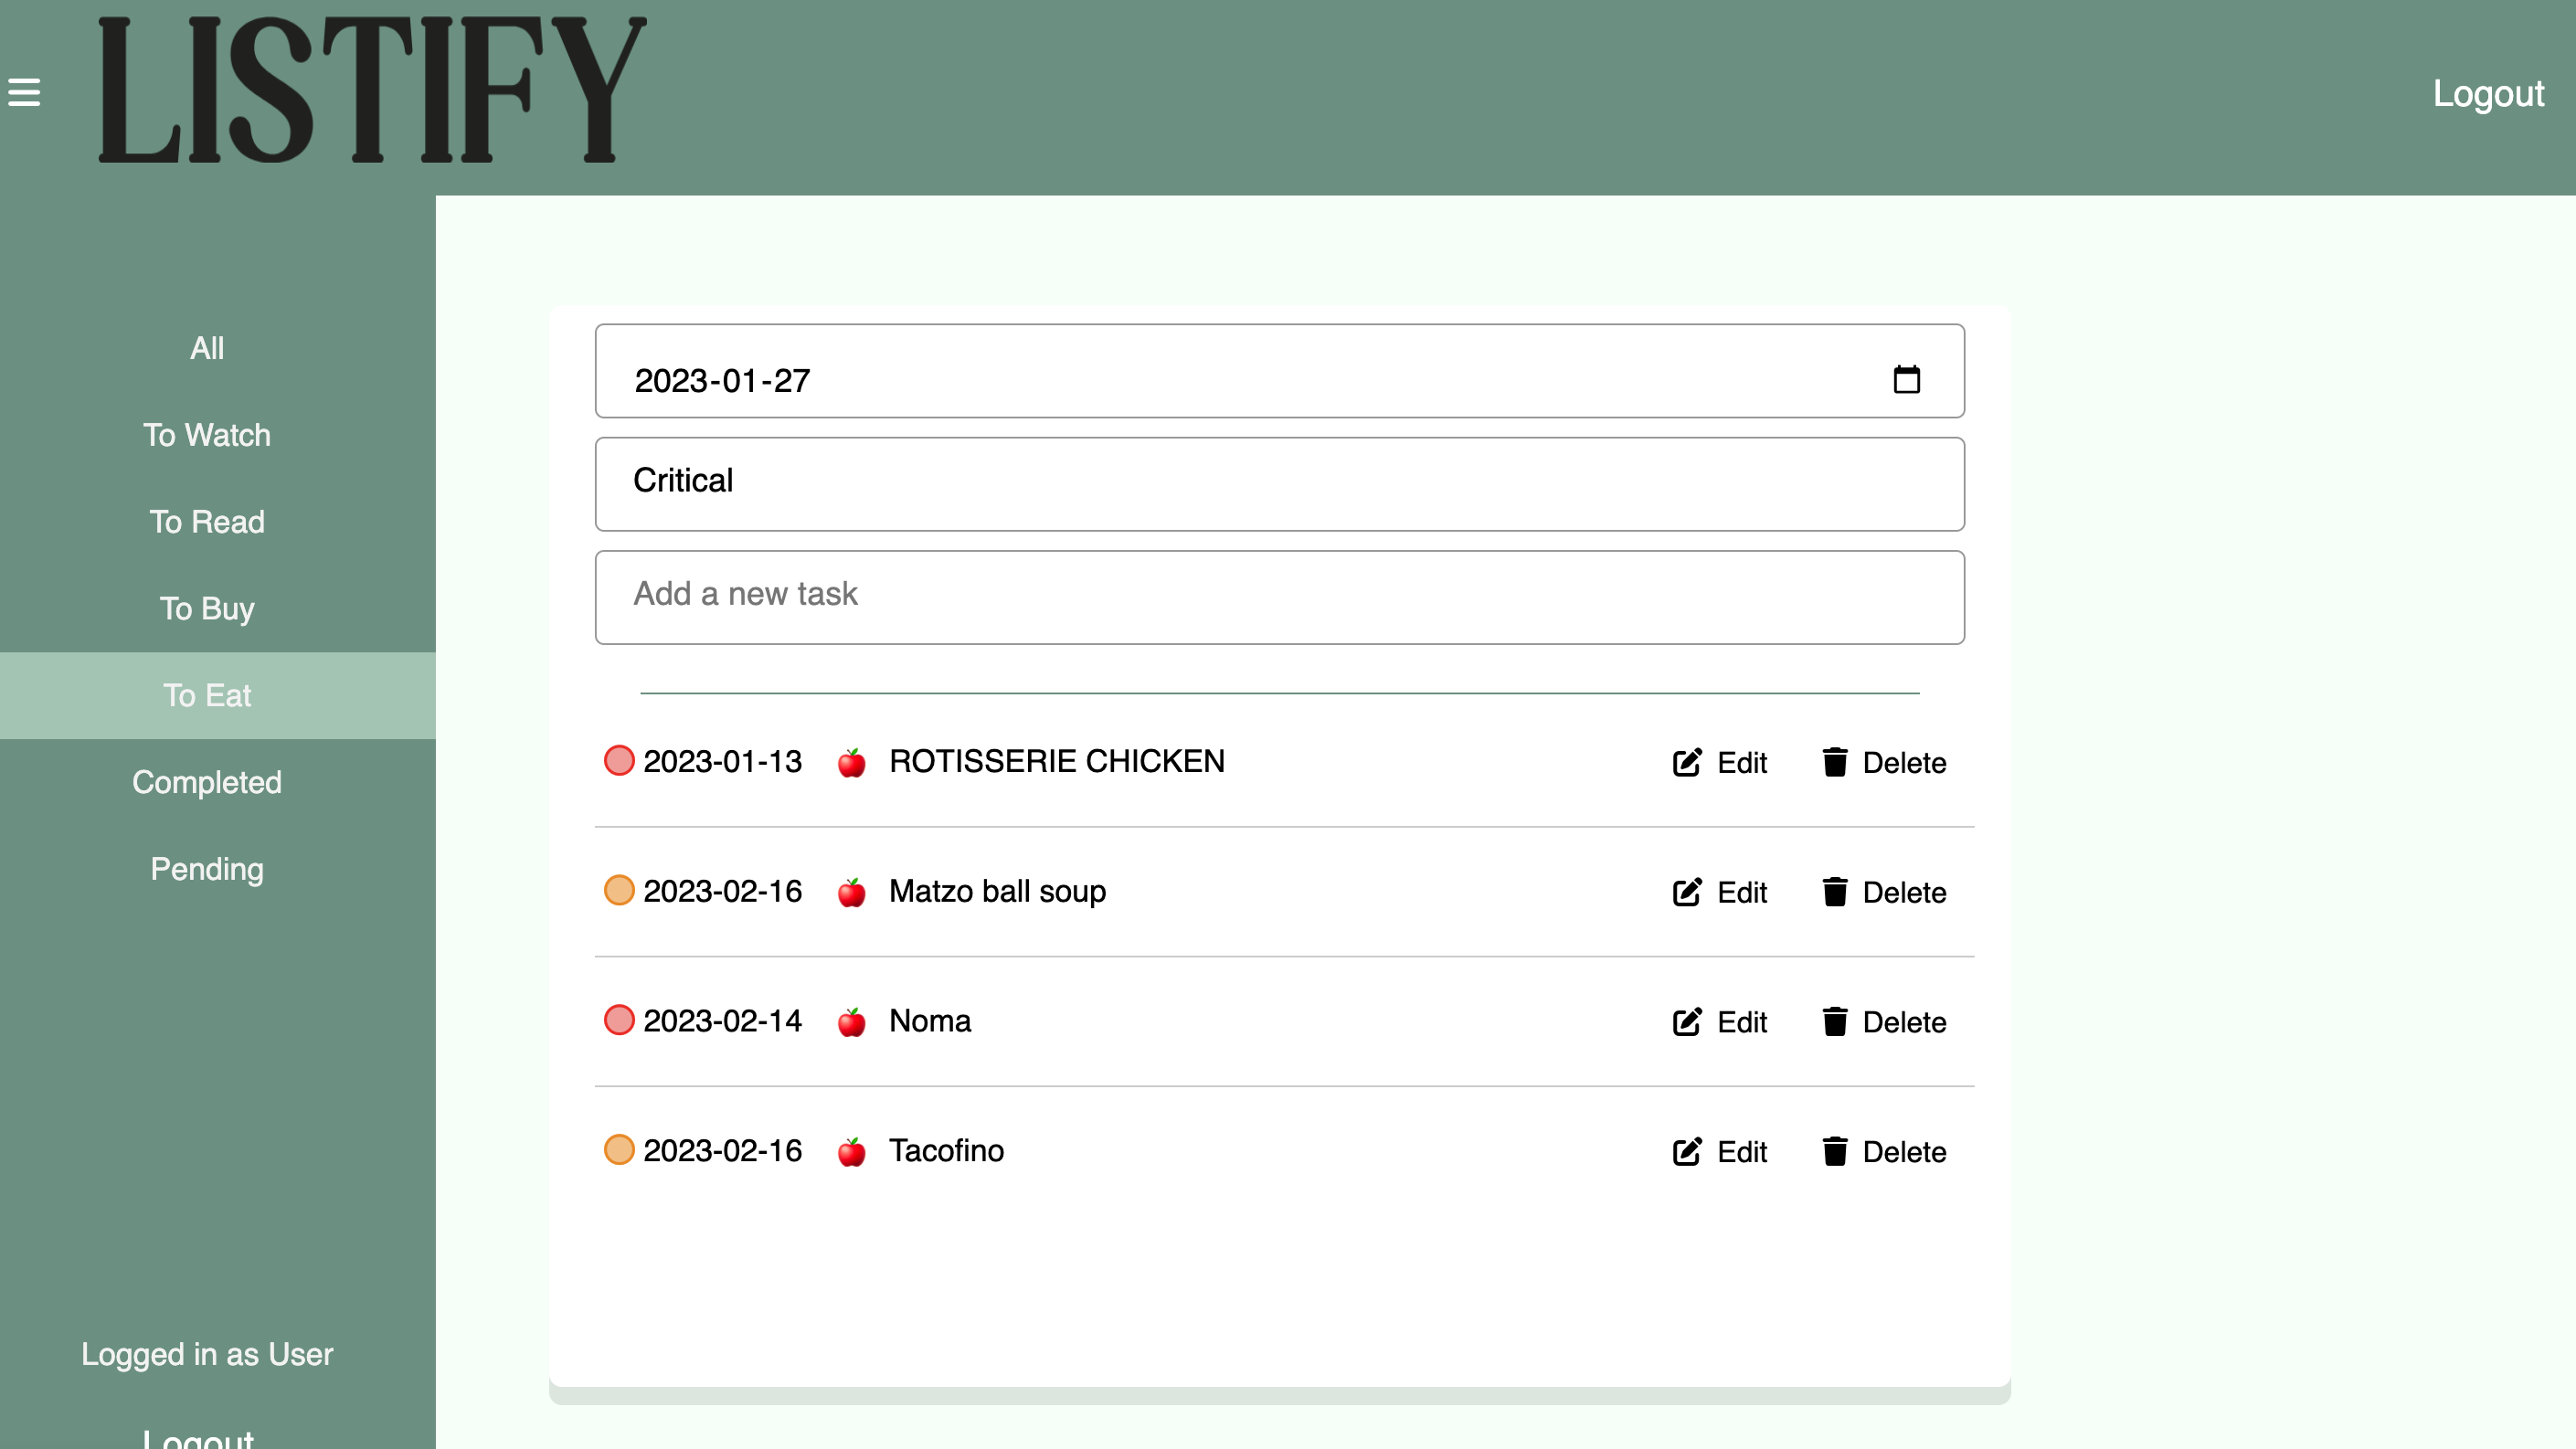 LISTIFY
Logout
All
To Watch
To Read
To Buy
To Eat
Completed
Pending
Logged in as User
Logout
2023-01-27
Critical
Add a new task
2023-01-13 ROTISSERIE CHICKEN Edit Delete
2023-02-16 Matzo ball soup Edit Delete
2023-02-14 Noma Edit Delete
2023-02-16 Tacofino Edit Delete